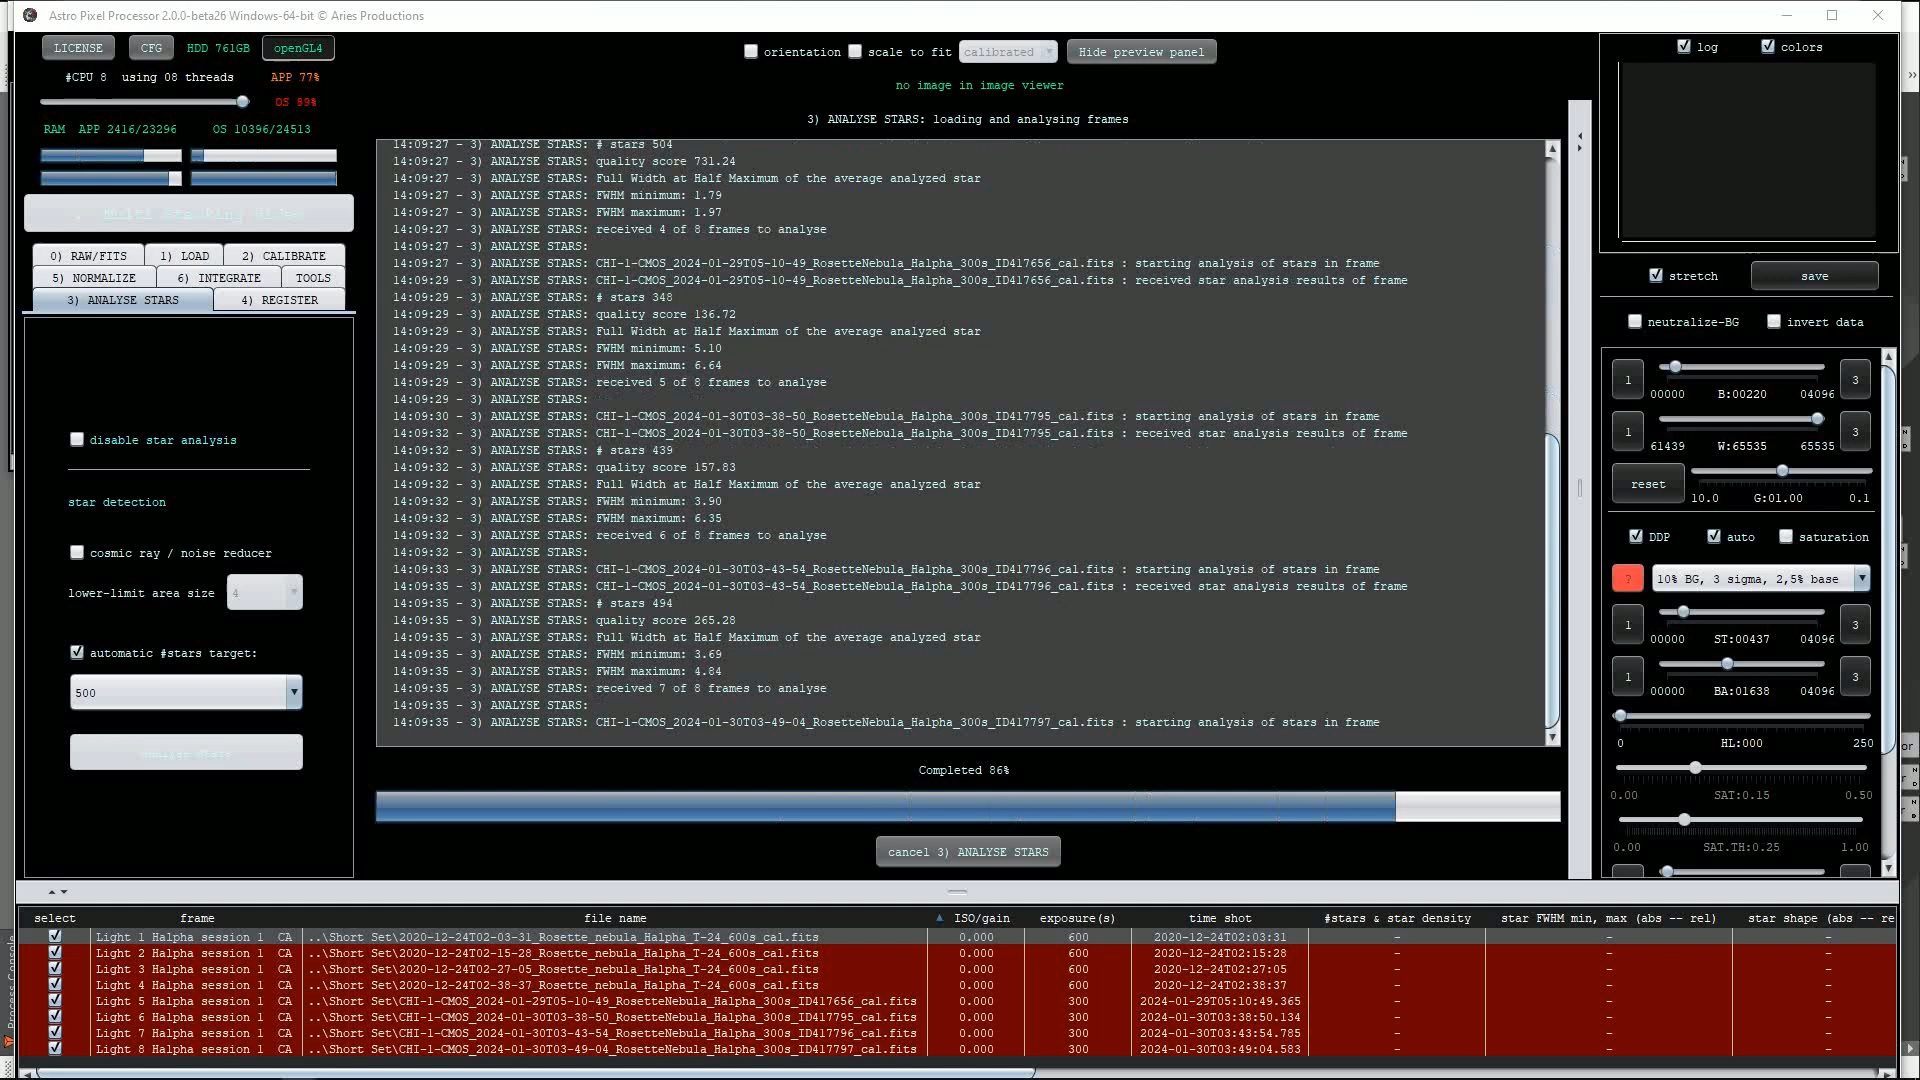 Astro Pixel Processor 2.0.0-beta26 Windows-64-bit © Aries Productions
LICENSE CFG HDD 761GB openGL4
#CPU 8 using 08 threads APP 77%
OS 99%
RAM APP 2416/23296 OS 10396/24513
0) RAW/FITS 1) LOAD 2) CALIBRATE
5) NORMALIZE 6) INTEGRATE TOOLS
3) ANALYSE STARS 4) REGISTER
disable star analysis
star detection
cosmic ray / noise reducer
lower-limit area size 4
automatic #stars target:
500
orientation scale to fit calibrated Hide preview panel
no image in image viewer
3) ANALYSE STARS: loading and analysing frames
14:09:27 - 3) ANALYSE STARS: # stars 504
14:09:27 - 3) ANALYSE STARS: quality score 731.24
14:09:27 - 3) ANALYSE STARS: Full Width at Half Maximum of the average analyzed star
14:09:27 - 3) ANALYSE STARS: FWHM minimum: 1.79
14:09:27 - 3) ANALYSE STARS: FWHM maximum: 1.97
14:09:27 - 3) ANALYSE STARS: received 4 of 8 frames to analyse
14:09:27 - 3) ANALYSE STARS:
14:09:27 - 3) ANALYSE STARS: CHI-1-CMOS_2024-01-29T05-10-49_RosetteNebula_Halpha_300s_ID417656_cal.fits : starting analysis of stars in frame
14:09:29 - 3) ANALYSE STARS: CHI-1-CMOS_2024-01-29T05-10-49_RosetteNebula_Halpha_300s_ID417656_cal.fits : received star analysis results of frame
14:09:29 - 3) ANALYSE STARS: # stars 348
14:09:29 - 3) ANALYSE STARS: quality score 136.72
14:09:29 - 3) ANALYSE STARS: Full Width at Half Maximum of the average analyzed star
14:09:29 - 3) ANALYSE STARS: FWHM minimum: 5.10
14:09:29 - 3) ANALYSE STARS: FWHM maximum: 6.64
14:09:29 - 3) ANALYSE STARS: received 5 of 8 frames to analyse
14:09:29 - 3) ANALYSE STARS:
14:09:30 - 3) ANALYSE STARS: CHI-1-CMOS_2024-01-30T03-38-50_RosetteNebula_Halpha_300s_ID417795_cal.fits : starting analysis of stars in frame
14:09:32 - 3) ANALYSE STARS: CHI-1-CMOS_2024-01-30T03-38-50_RosetteNebula_Halpha_300s_ID417795_cal.fits : received star analysis results of frame
14:09:32 - 3) ANALYSE STARS: # stars 439
14:09:32 - 3) ANALYSE STARS: quality score 157.83
14:09:32 - 3) ANALYSE STARS: Full Width at Half Maximum of the average analyzed star
14:09:32 - 3) ANALYSE STARS: FWHM minimum: 3.90
14:09:32 - 3) ANALYSE STARS: FWHM maximum: 6.35
14:09:32 - 3) ANALYSE STARS: received 6 of 8 frames to analyse
14:09:32 - 3) ANALYSE STARS:
14:09:33 - 3) ANALYSE STARS: CHI-1-CMOS_2024-01-30T03-43-54_RosetteNebula_Halpha_300s_ID417796_cal.fits : starting analysis of stars in frame
14:09:35 - 3) ANALYSE STARS: CHI-1-CMOS_2024-01-30T03-43-54_RosetteNebula_Halpha_300s_ID417796_cal.fits : received star analysis results of frame
14:09:35 - 3) ANALYSE STARS: # stars 494
14:09:35 - 3) ANALYSE STARS: quality score 265.28
14:09:35 - 3) ANALYSE STARS: Full Width at Half Maximum of the average analyzed star
14:09:35 - 3) ANALYSE STARS: FWHM minimum: 3.69
14:09:35 - 3) ANALYSE STARS: FWHM maximum: 4.84
14:09:35 - 3) ANALYSE STARS: received 7 of 8 frames to analyse
14:09:35 - 3) ANALYSE STARS:
14:09:35 - 3) ANALYSE STARS: CHI-1-CMOS_2024-01-30T03-49-04_RosetteNebula_Halpha_300s_ID417797_cal.fits : starting analysis of stars in frame
Completed 86%
cancel 3) ANALYSE STARS
log colors
stretch save
neutralize-BG invert data
1 3
00000 B:00220 04096
1 3
61439 W:65535 65535
reset 10.0 G:01.00 0.1
DDP auto saturation
? 10% BG, 3 sigma, 2,5% base
1 3
00000 ST:00437 04096
1 3
00000 BA:01638 04096
0 HL:000 250
0.00 SAT:0.15 0.50
0.00 SAT.TH:0.25 1.00
select frame file name ISO/gain exposure(s) time shot #stars & star density star FWHM min, max (abs -- rel) star shape (abs -- re
Light 1 Halpha session 1 CA ..\Short Set\2020-12-24T02-03-31_Rosette_nebula_Halpha_T-24_600s_cal.fits 0.000 600 2020-12-24T02:03:31 - - -
Light 2 Halpha session 1 CA ..\Short Set\2020-12-24T02-15-28_Rosette_nebula_Halpha_T-24_600s_cal.fits 0.000 600 2020-12-24T02:15:28 - - -
Light 3 Halpha session 1 CA ..\Short Set\2020-12-24T02-27-05_Rosette_nebula_Halpha_T-24_600s_cal.fits 0.000 600 2020-12-24T02:27:05 - - -
Light 4 Halpha session 1 CA ..\Short Set\2020-12-24T02-38-37_Rosette_nebula_Halpha_T-24_600s_cal.fits 0.000 600 2020-12-24T02:38:37 - - -
Light 5 Halpha session 1 CA ..\Short Set\CHI-1-CMOS_2024-01-29T05-10-49_RosetteNebula_Halpha_300s_ID417656_cal.fits 0.000 300 2024-01-29T05:10:49.365 - - -
Light 6 Halpha session 1 CA ..\Short Set\CHI-1-CMOS_2024-01-30T03-38-50_RosetteNebula_Halpha_300s_ID417795_cal.fits 0.000 300 2024-01-30T03:38:50.134 - - -
Light 7 Halpha session 1 CA ..\Short Set\CHI-1-CMOS_2024-01-30T03-43-54_RosetteNebula_Halpha_300s_ID417796_cal.fits 0.000 300 2024-01-30T03:43:54.785 - - -
Light 8 Halpha session 1 CA ..\Short Set\CHI-1-CMOS_2024-01-30T03-49-04_RosetteNebula_Halpha_300s_ID417797_cal.fits 0.000 300 2024-01-30T03:49:04.583 - - -
Process Console